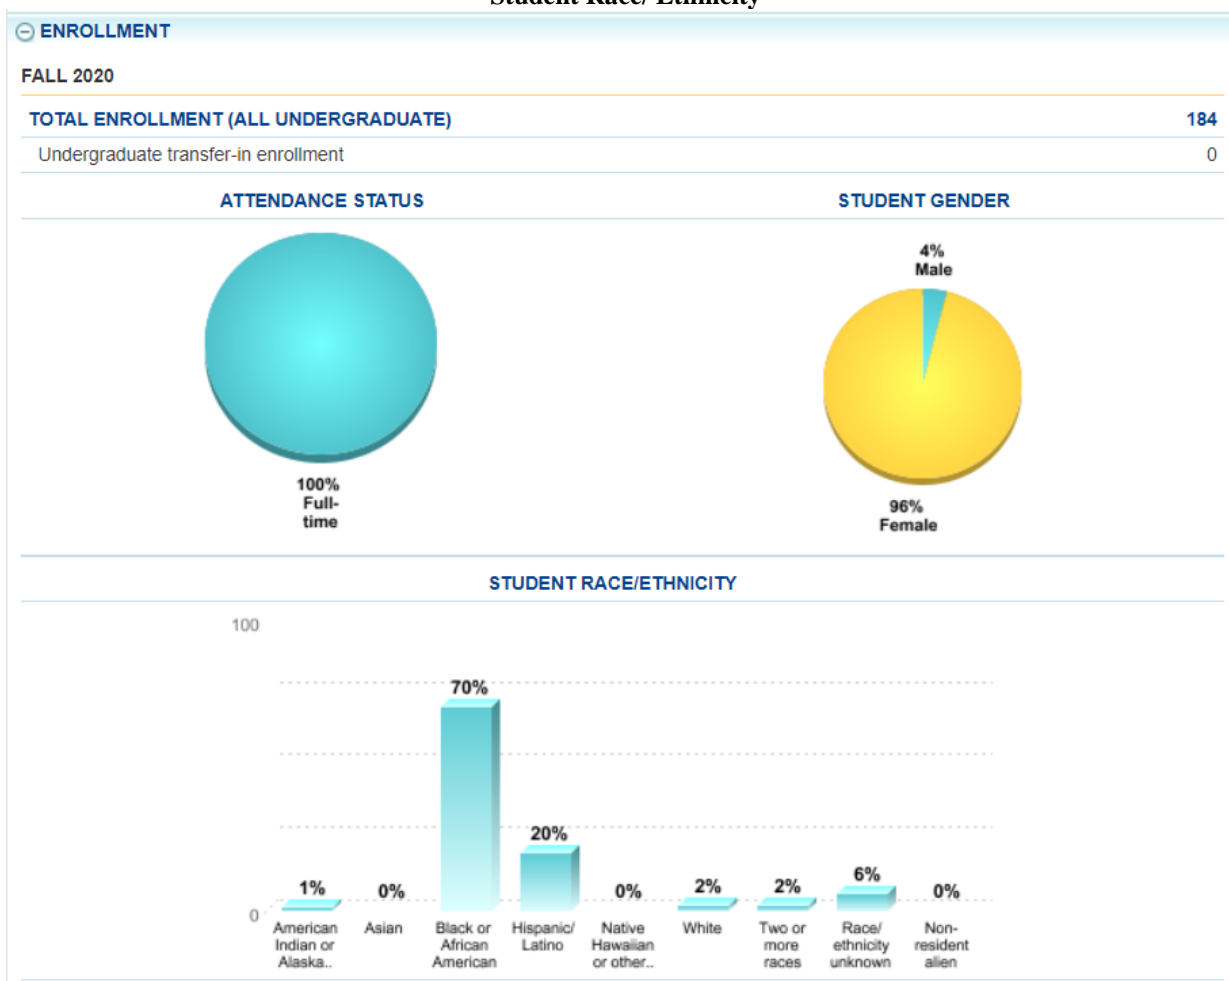 Student Race/ Ethnicity
ENROLLMENT
FALL 2020
TOTAL ENROLLMENT (ALL UNDERGRADUATE) 184
Undergraduate transfer-in enrollment 0
ATTENDANCE STATUS
100%
Full-
time
STUDENT GENDER
4%
Male
96%
Female
STUDENT RACE/ETHNICITY
100
0
1%
0%
70%
20%
0%
2%
2%
6%
0%
American
Indian or
Alaska..
Asian
Black or
African
American
Hispanic/
Latino
Native
Hawaiian
or other..
White
Two or
more
races
Race/
ethnicity
unknown
Non-
resident
alien